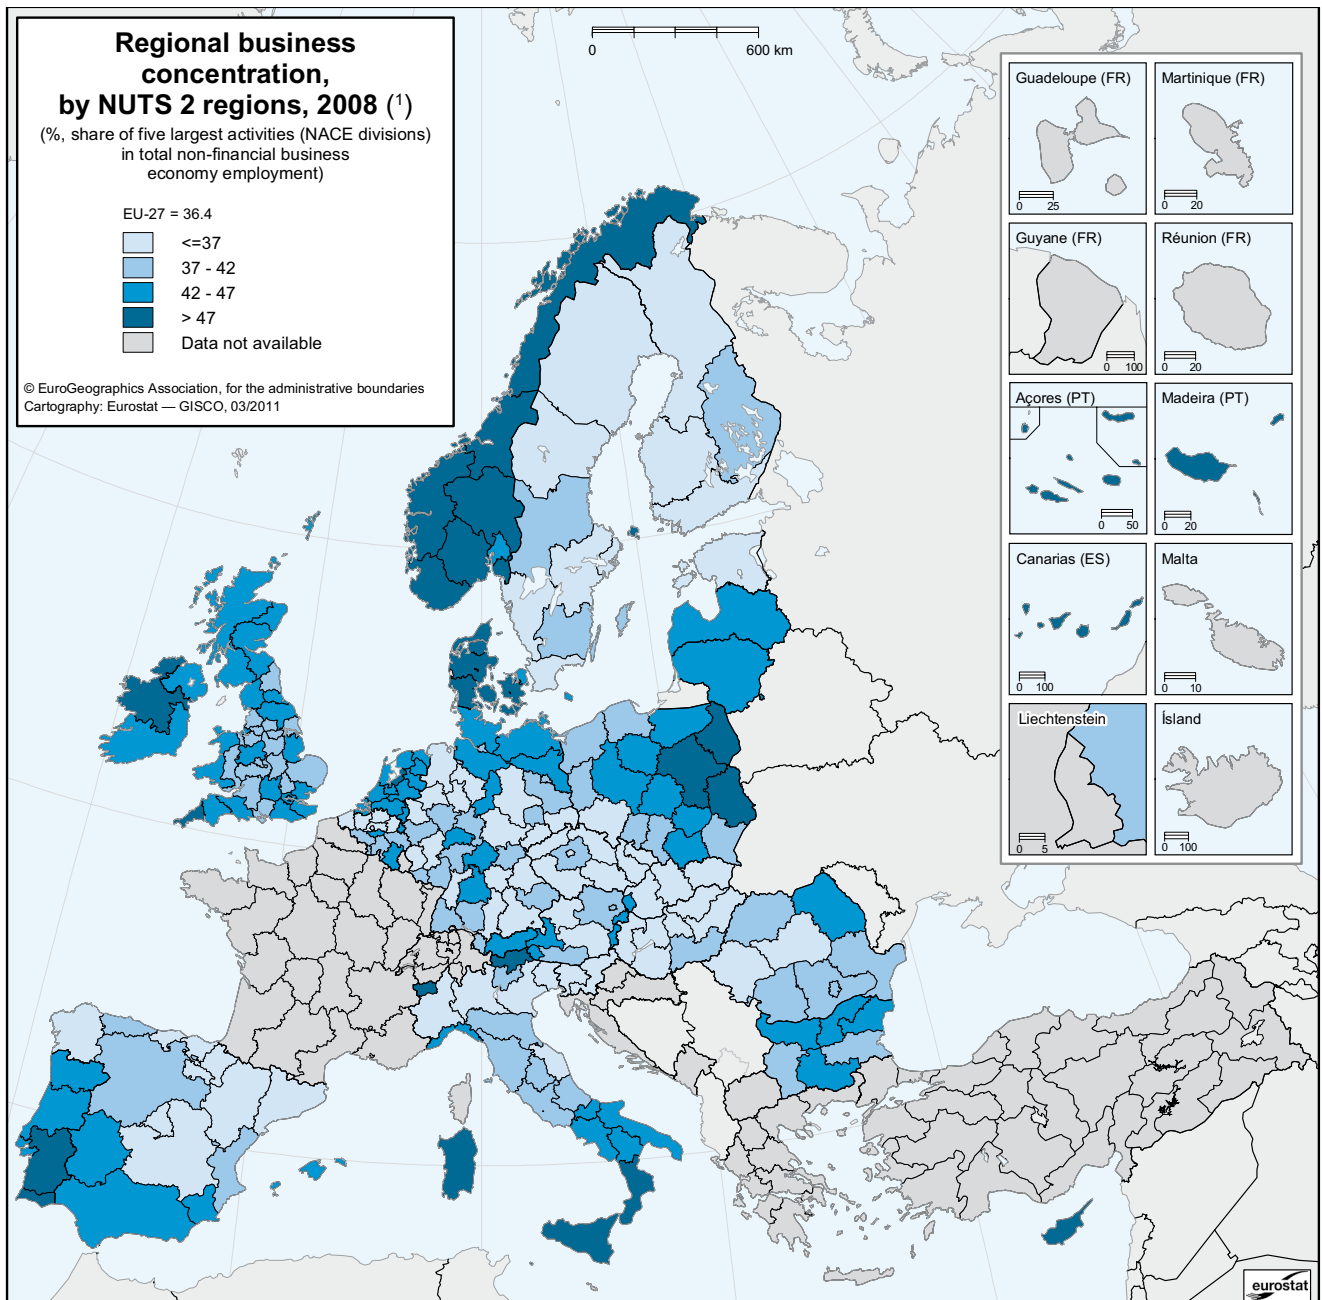 Regional business
concentration,
by NUTS 2 regions, 2008 (¹)
(%, share of five largest activities (NACE divisions)
in total non-financial business
economy employment)
EU-27 = 36.4
<=37
37 - 42
42 - 47
> 47
Data not available
© EuroGeographics Association, for the administrative boundaries
Cartography: Eurostat — GISCO, 03/2011
0 600 km
Guadeloupe (FR)
0 25
Martinique (FR)
0 20
Guyane (FR)
0 100
Réunion (FR)
0 20
Açores (PT)
0 50
Madeira (PT)
0 20
Canarias (ES)
0 100
Malta
0 10
Liechtenstein
0 5
Ísland
0 100
eurostat